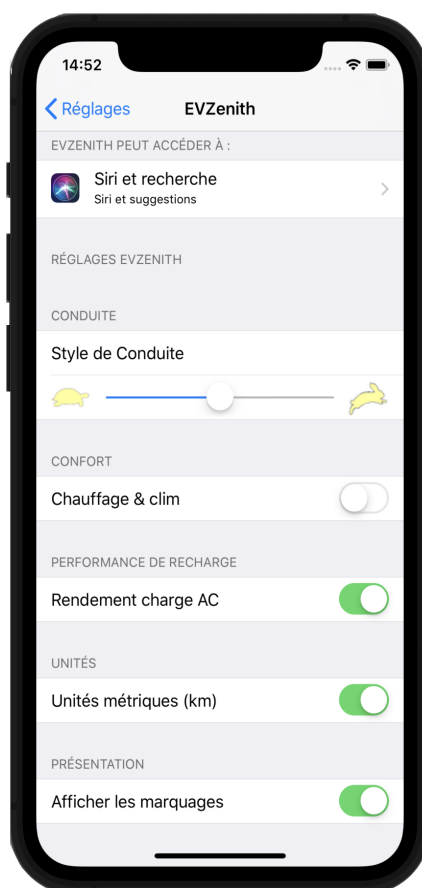 14:52
Réglages EVZenith
EVZENITH PEUT ACCÉDER À :
Siri et recherche
Siri et suggestions
RÉGLAGES EVZENITH
CONDUITE
Style de Conduite
CONFORT
Chauffage & clim
PERFORMANCE DE RECHARGE
Rendement charge AC
UNITÉS
Unités métriques (km)
PRÉSENTATION
Afficher les marquages